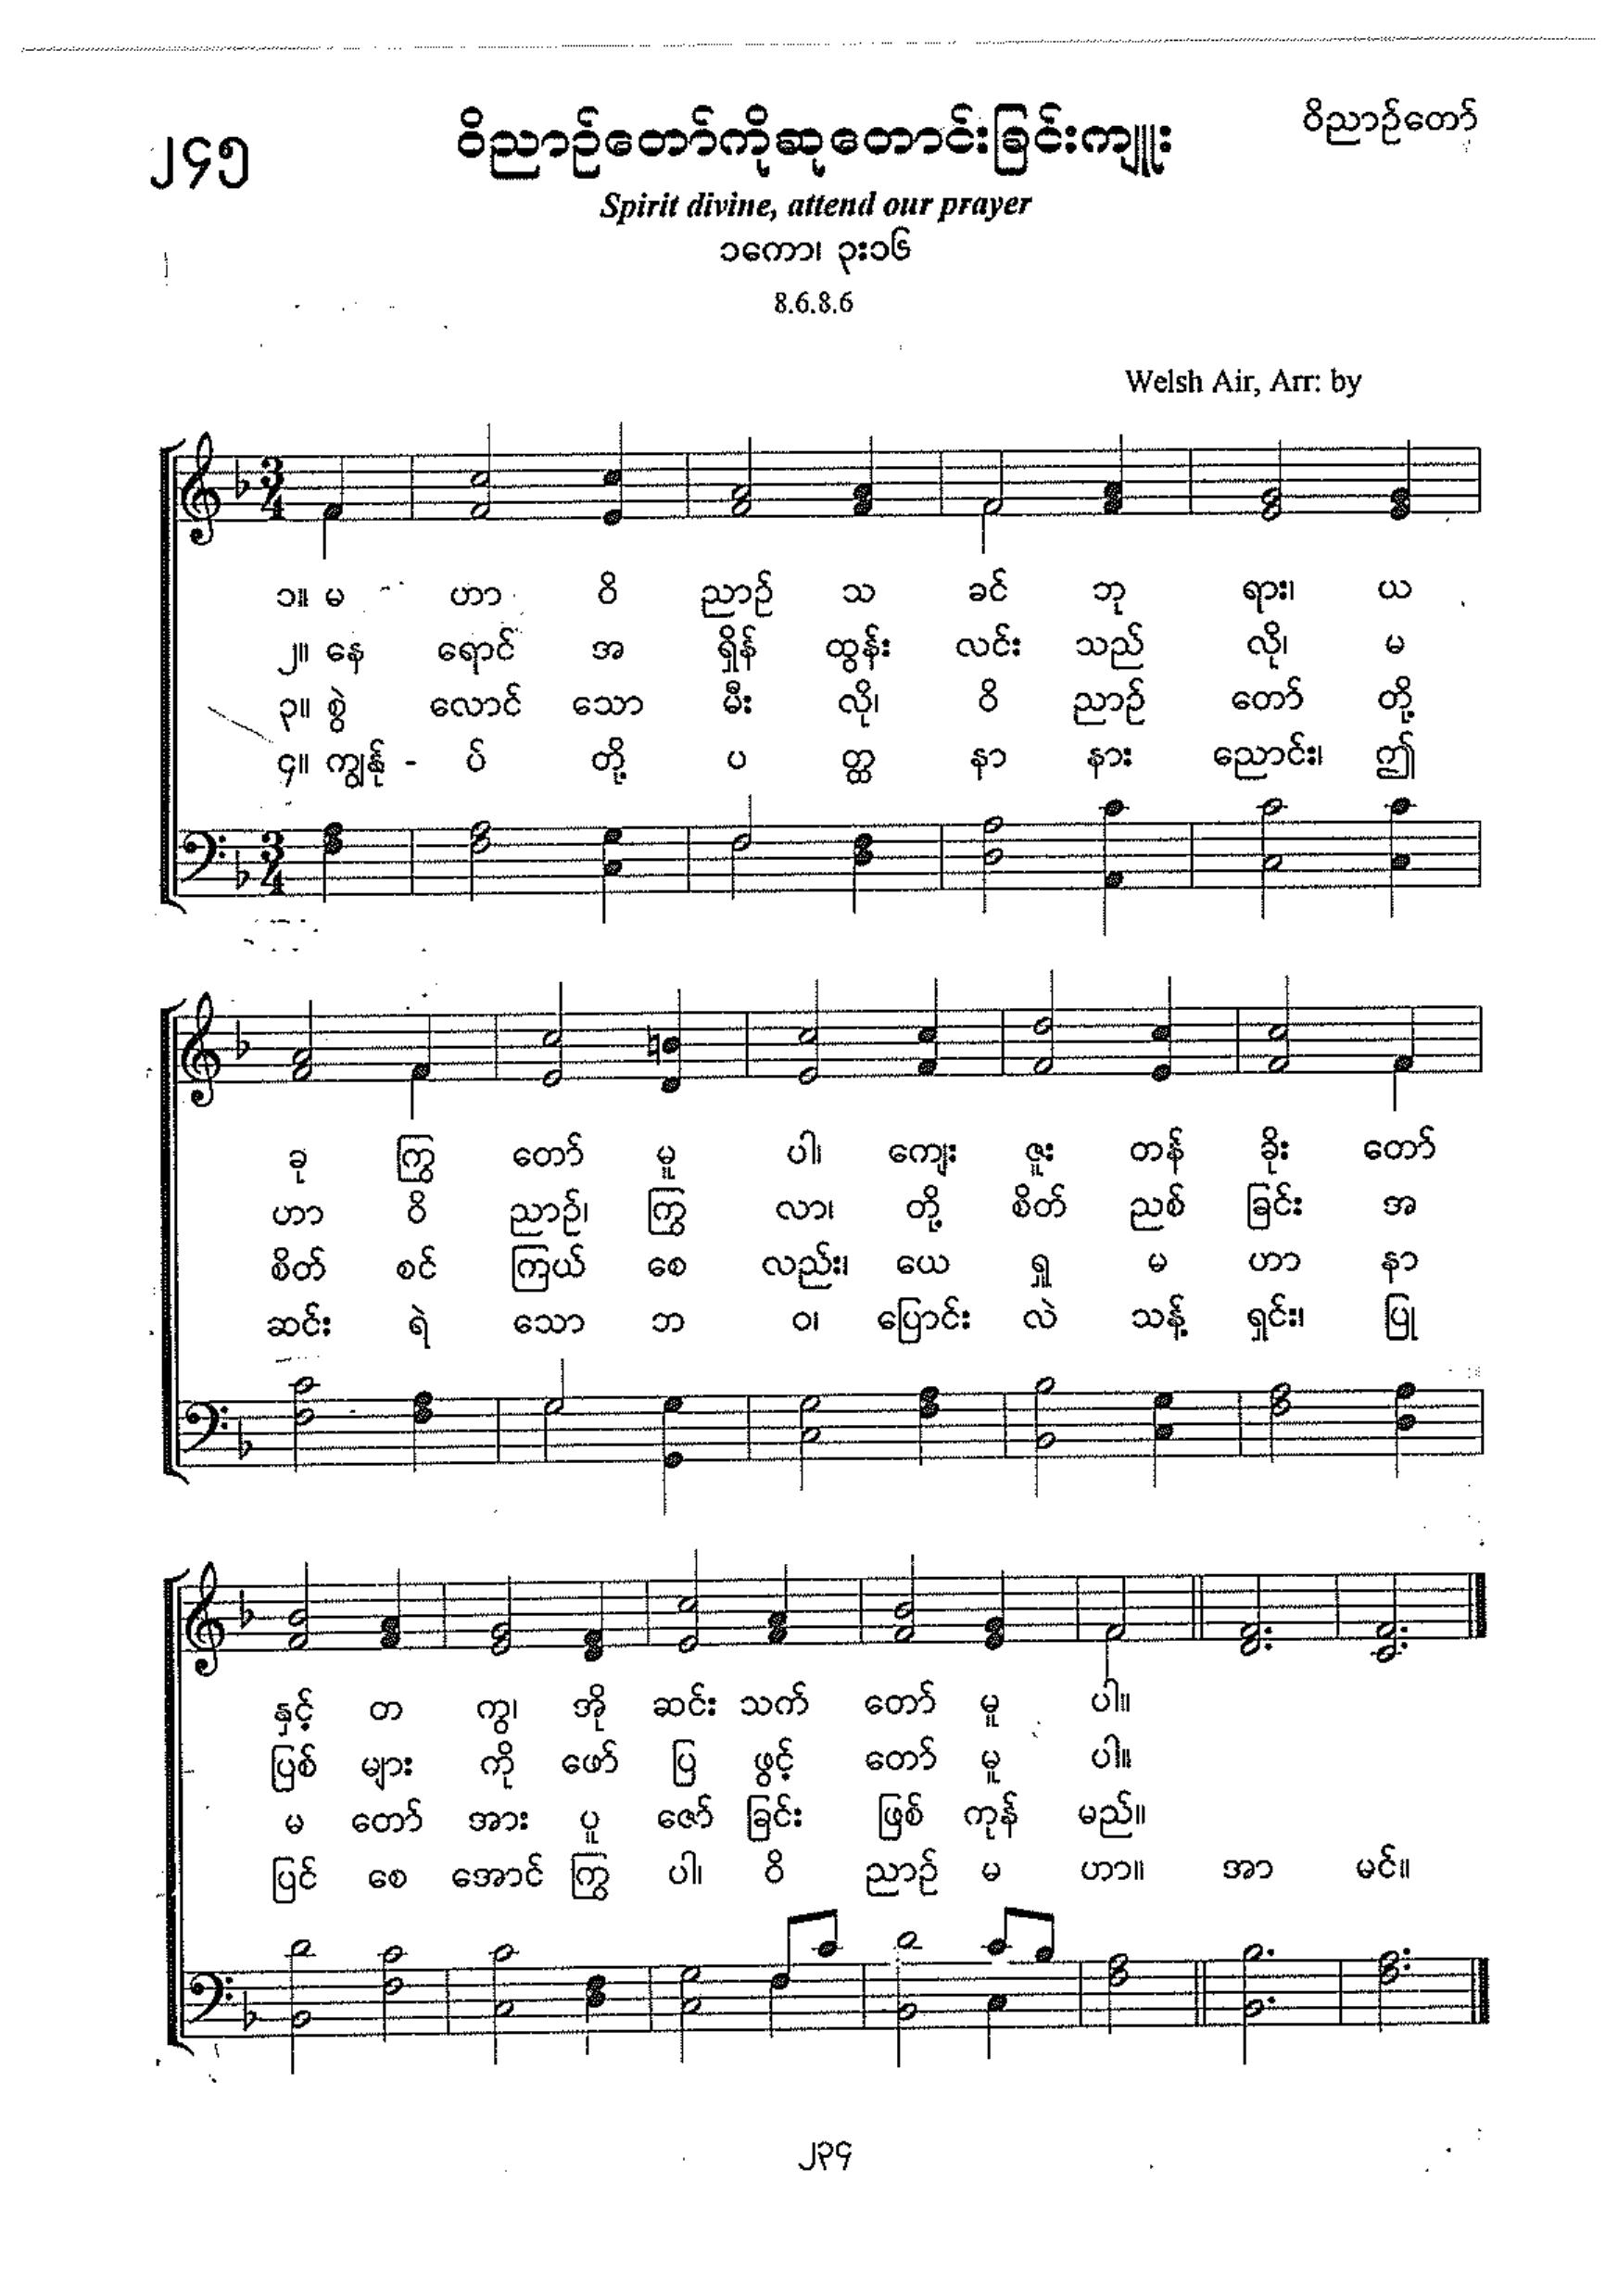 ၂၄၅
ဝိညာဉ်တော်ကိုဆုတောင်းခြင်းကျူး
ဝိညာဉ်တော်
Spirit divine, attend our prayer
၁ကော၊ ၃း၁၆
8.6.8.6
Welsh Air, Arr: by
၁။ မ ဟာ ဝိ ညာဉ် သ ခင် ဘု ရား၊ ယ
၂။ နေ ရောင် အ ရှိန် ထွန်း လင်း သည် လို၊ မ
၃။ စွဲ လောင် သော မီး လို၊ ဝိ ညာဉ် တော် တို့
၄။ ကျွန်ု - ပ် တို့ ပ တ္ထ နာ နား ညောင်း၊ ဤ
ခု ကြွ တော် မူ ပါ၊ ကျေး ဇူး တန် ခိုး တော်
ဟာ ဝိ ညာဉ်၊ ကြွ လာ၊ တို့ စိတ် ညစ် ခြင်း အ
စိတ် စင် ကြယ် စေ လည်း၊ ယေ ရှု မ ဟာ နာ
ဆင်း ရဲ သော ဘ ဝ၊ ပြောင်း လဲ သန့် ရှင်း၊ ပြု
နှင့် တ ကွ၊ အို ဆင်း သက် တော် မူ ပါ။
ပြစ် များ ကို ဖော် ပြ ဖွင့် တော် မူ ပါ။
မ တော် အား ပူ ဇော် ခြင်း ဖြစ် ကုန် မည်။
ပြင် စေ အောင် ကြွ ပါ၊ ဝိ ညာဉ် မ ဟာ။ အာ မင်။
၂၃၄